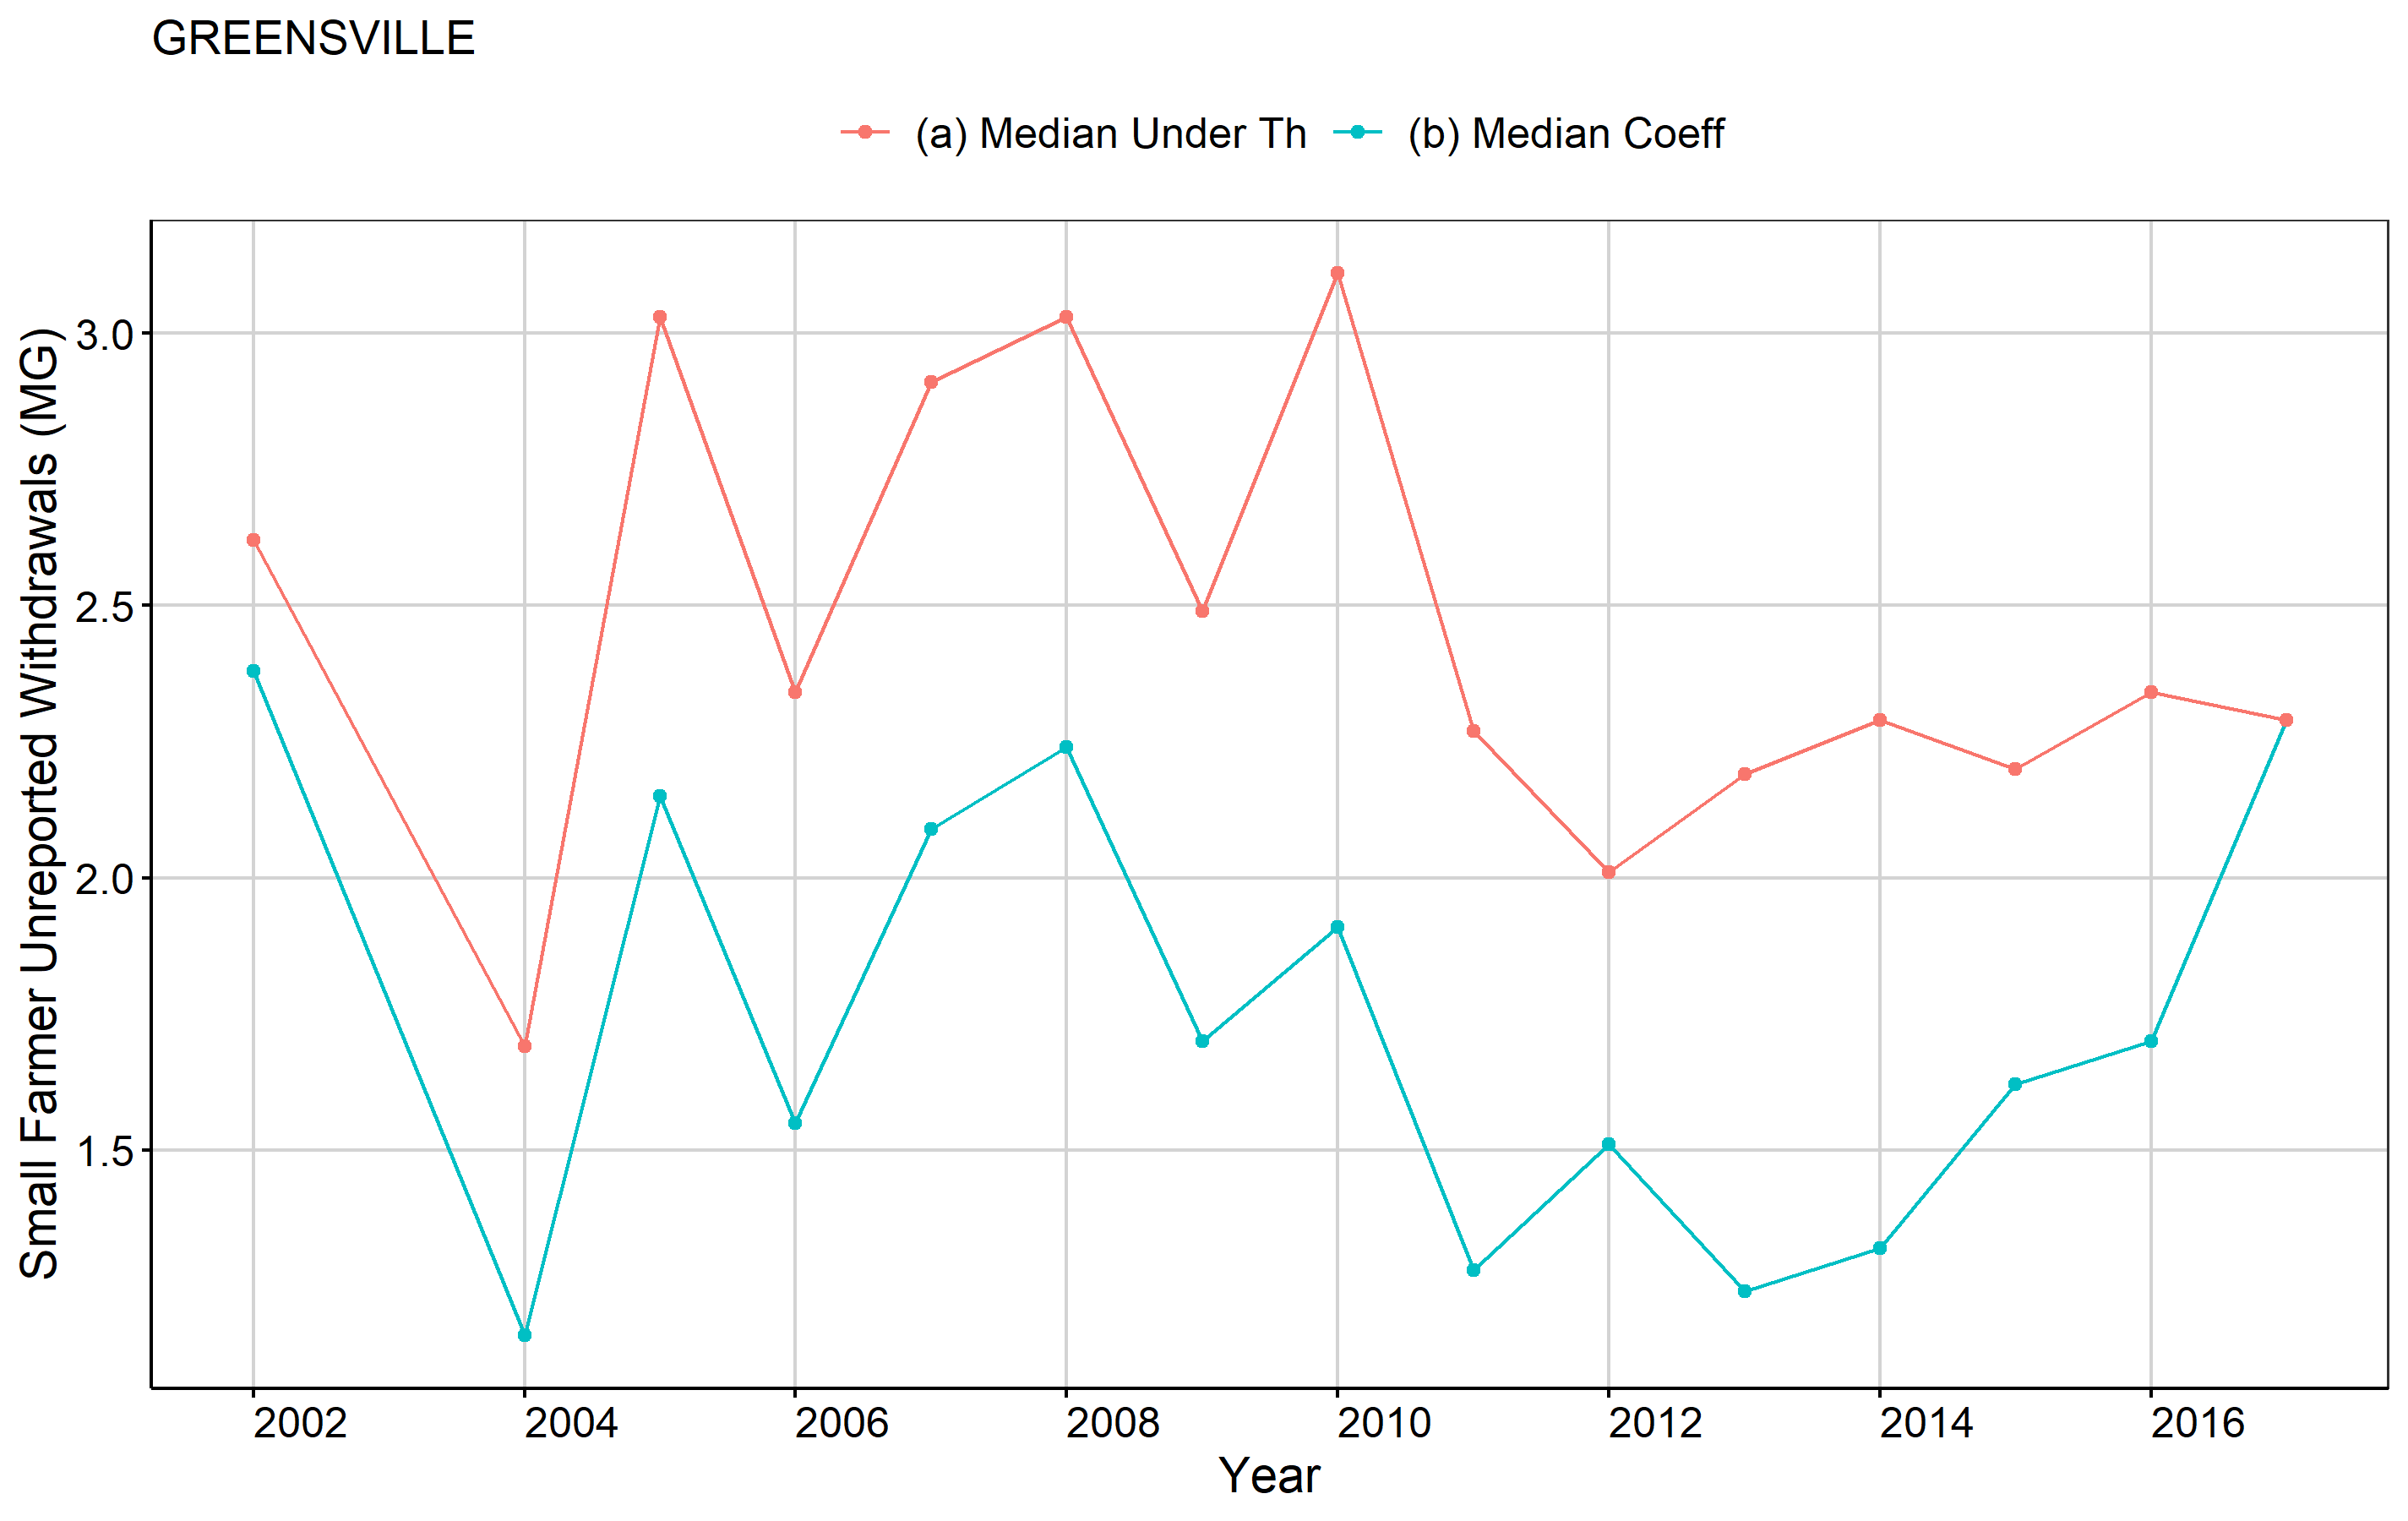 GREENSVILLE
(a) Median Under Th (b) Median Coeff
Small Farmer Unreported Withdrawals (MG)
3.0
2.5
2.0
1.5
2002 2004 2006 2008 2010 2012 2014 2016
Year